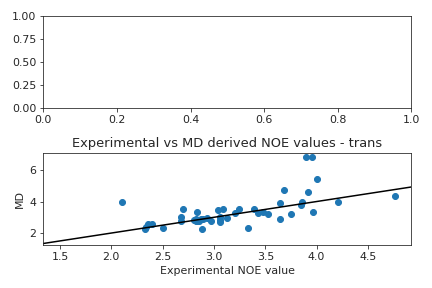 1.00
0.75
0.50
0.25
0.00
0.0 0.2 0.4 0.6 0.8 1.0
Experimental vs MD derived NOE values - trans
6
4
2
MD
1.5 2.0 2.5 3.0 3.5 4.0 4.5
Experimental NOE value